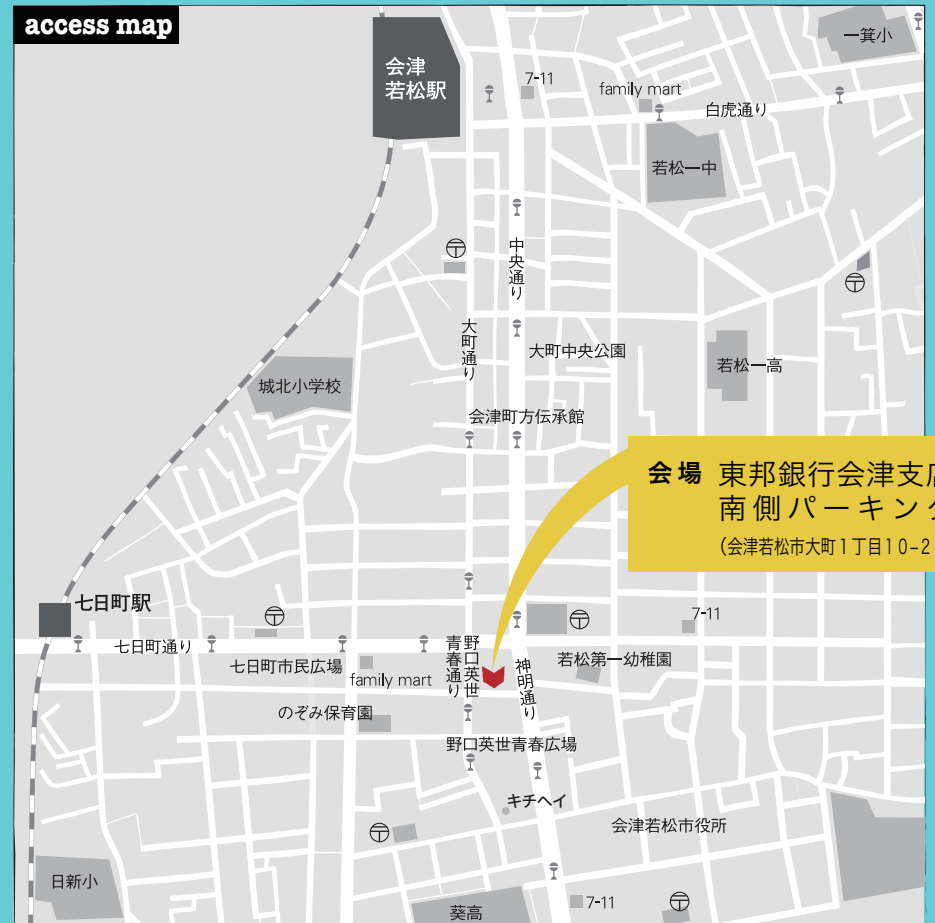 access map
一箕小
会津
若松駅
7-11
family mart
白虎通り
若松一中
中央通り
大町通り
大町中央公園
若松一高
城北小学校
会津町方伝承館
会場 東邦銀行会津支店
南側パーキング
(会津若松市大町1丁目10-2
七日町駅
7-11
七日町通り
野口英世
青春通り
神明通り
若松第一幼稚園
七日町市民広場
family mart
のぞみ保育園
野口英世青春広場
キチヘイ
会津若松市役所
日新小
葵高
7-11